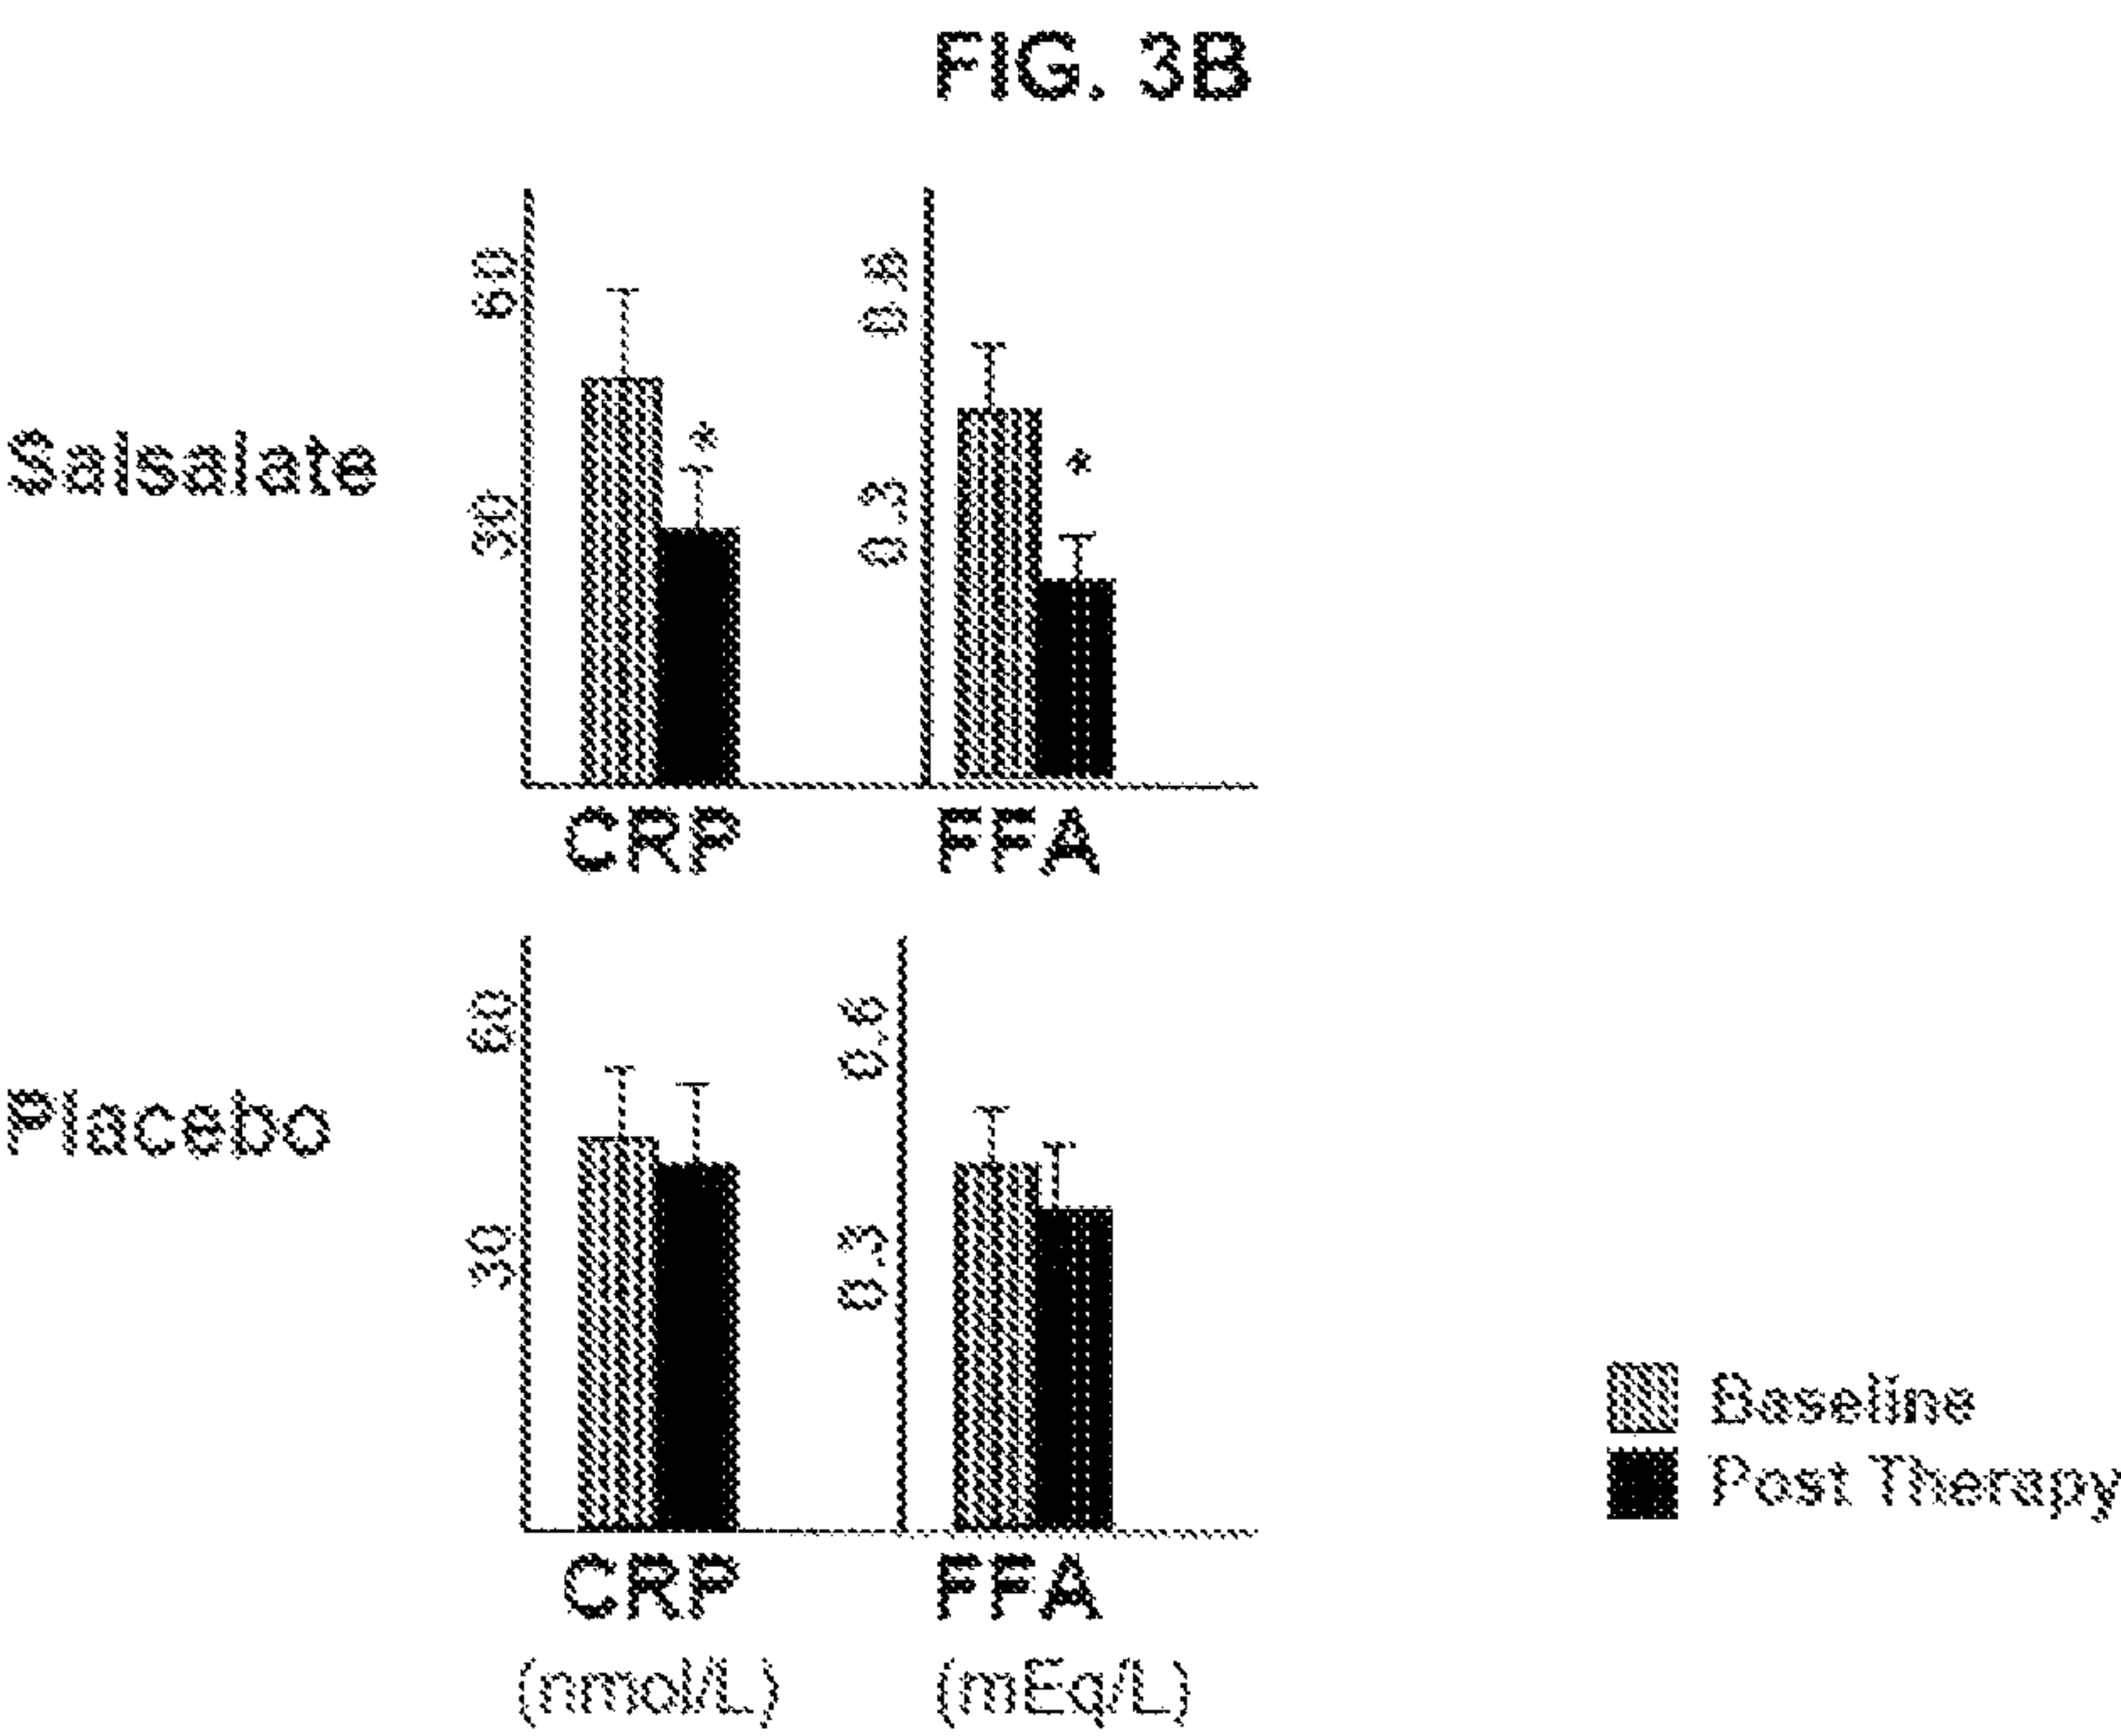 FIG. 3B
Salsalate
60
30
*
CRP
0.3
*
FFA
Placebo
60
30
CRP
(nmol/L)
0.6
0.3
FFA
(mEq/L)
Baseline
Post Therapy